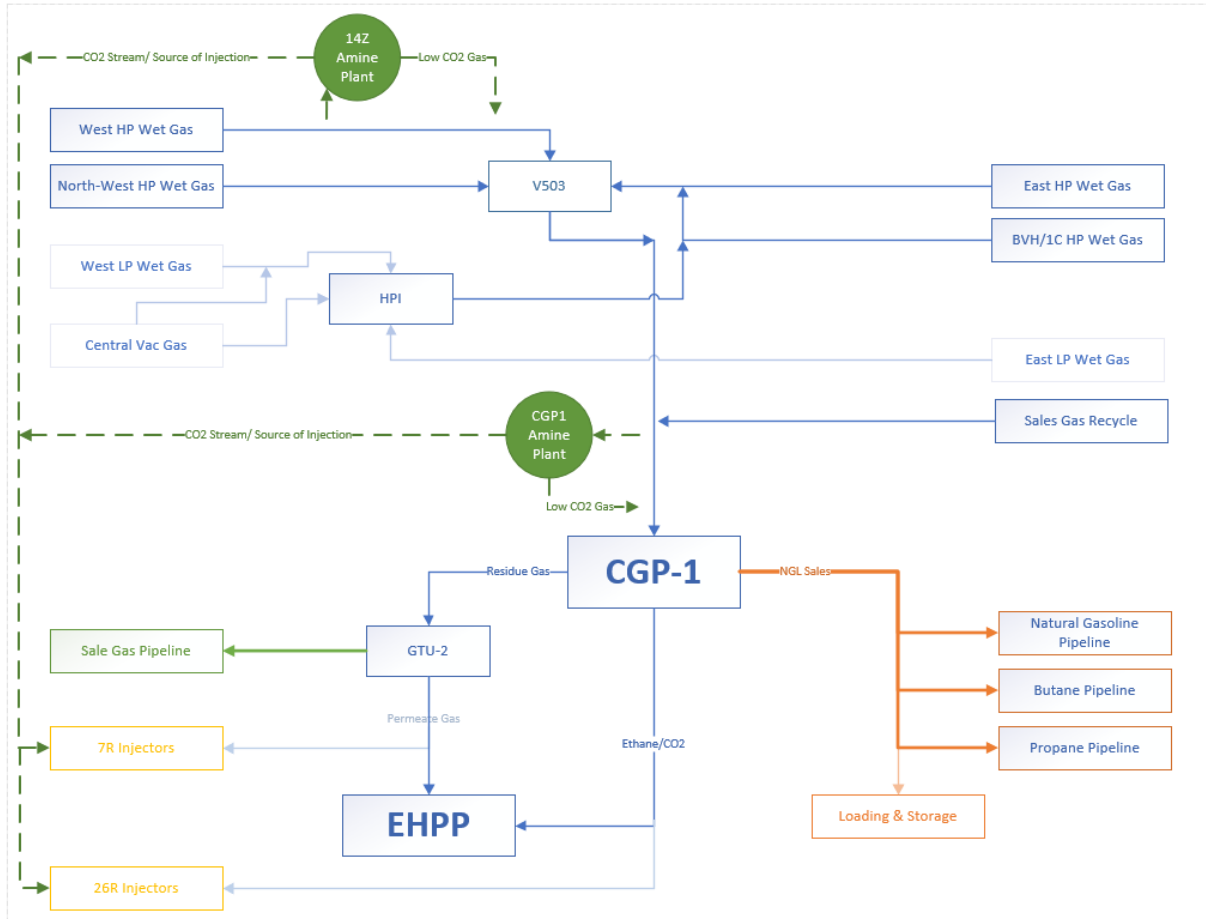 14Z
Amine
Plant
CO2 Stream/ Source of Injection
Low CO2 Gas
West HP Wet Gas
North-West HP Wet Gas
V503
East HP Wet Gas
BVH/1C HP Wet Gas
West LP Wet Gas
HPI
Central Vac Gas
East LP Wet Gas
CGP1
Amine
Plant
CO2 Stream/ Source of Injection
Sales Gas Recycle
Low CO2 Gas
CGP-1
Residue Gas
NGL Sales
Natural Gasoline
Pipeline
Sale Gas Pipeline
GTU-2
Butane Pipeline
Permeate Gas
7R Injectors
Ethane/CO2
Propane Pipeline
EHPP
Loading & Storage
26R Injectors